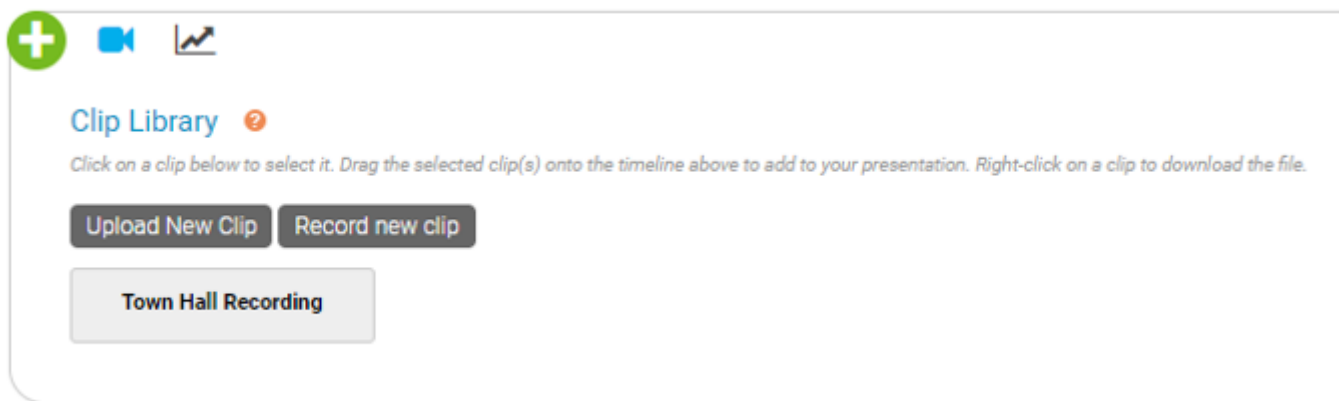 Clip Library
Click on a clip below to select it. Drag the selected clip(s) onto the timeline above to add to your presentation. Right-click on a clip to download the file.
Upload New Clip Record new clip
Town Hall Recording